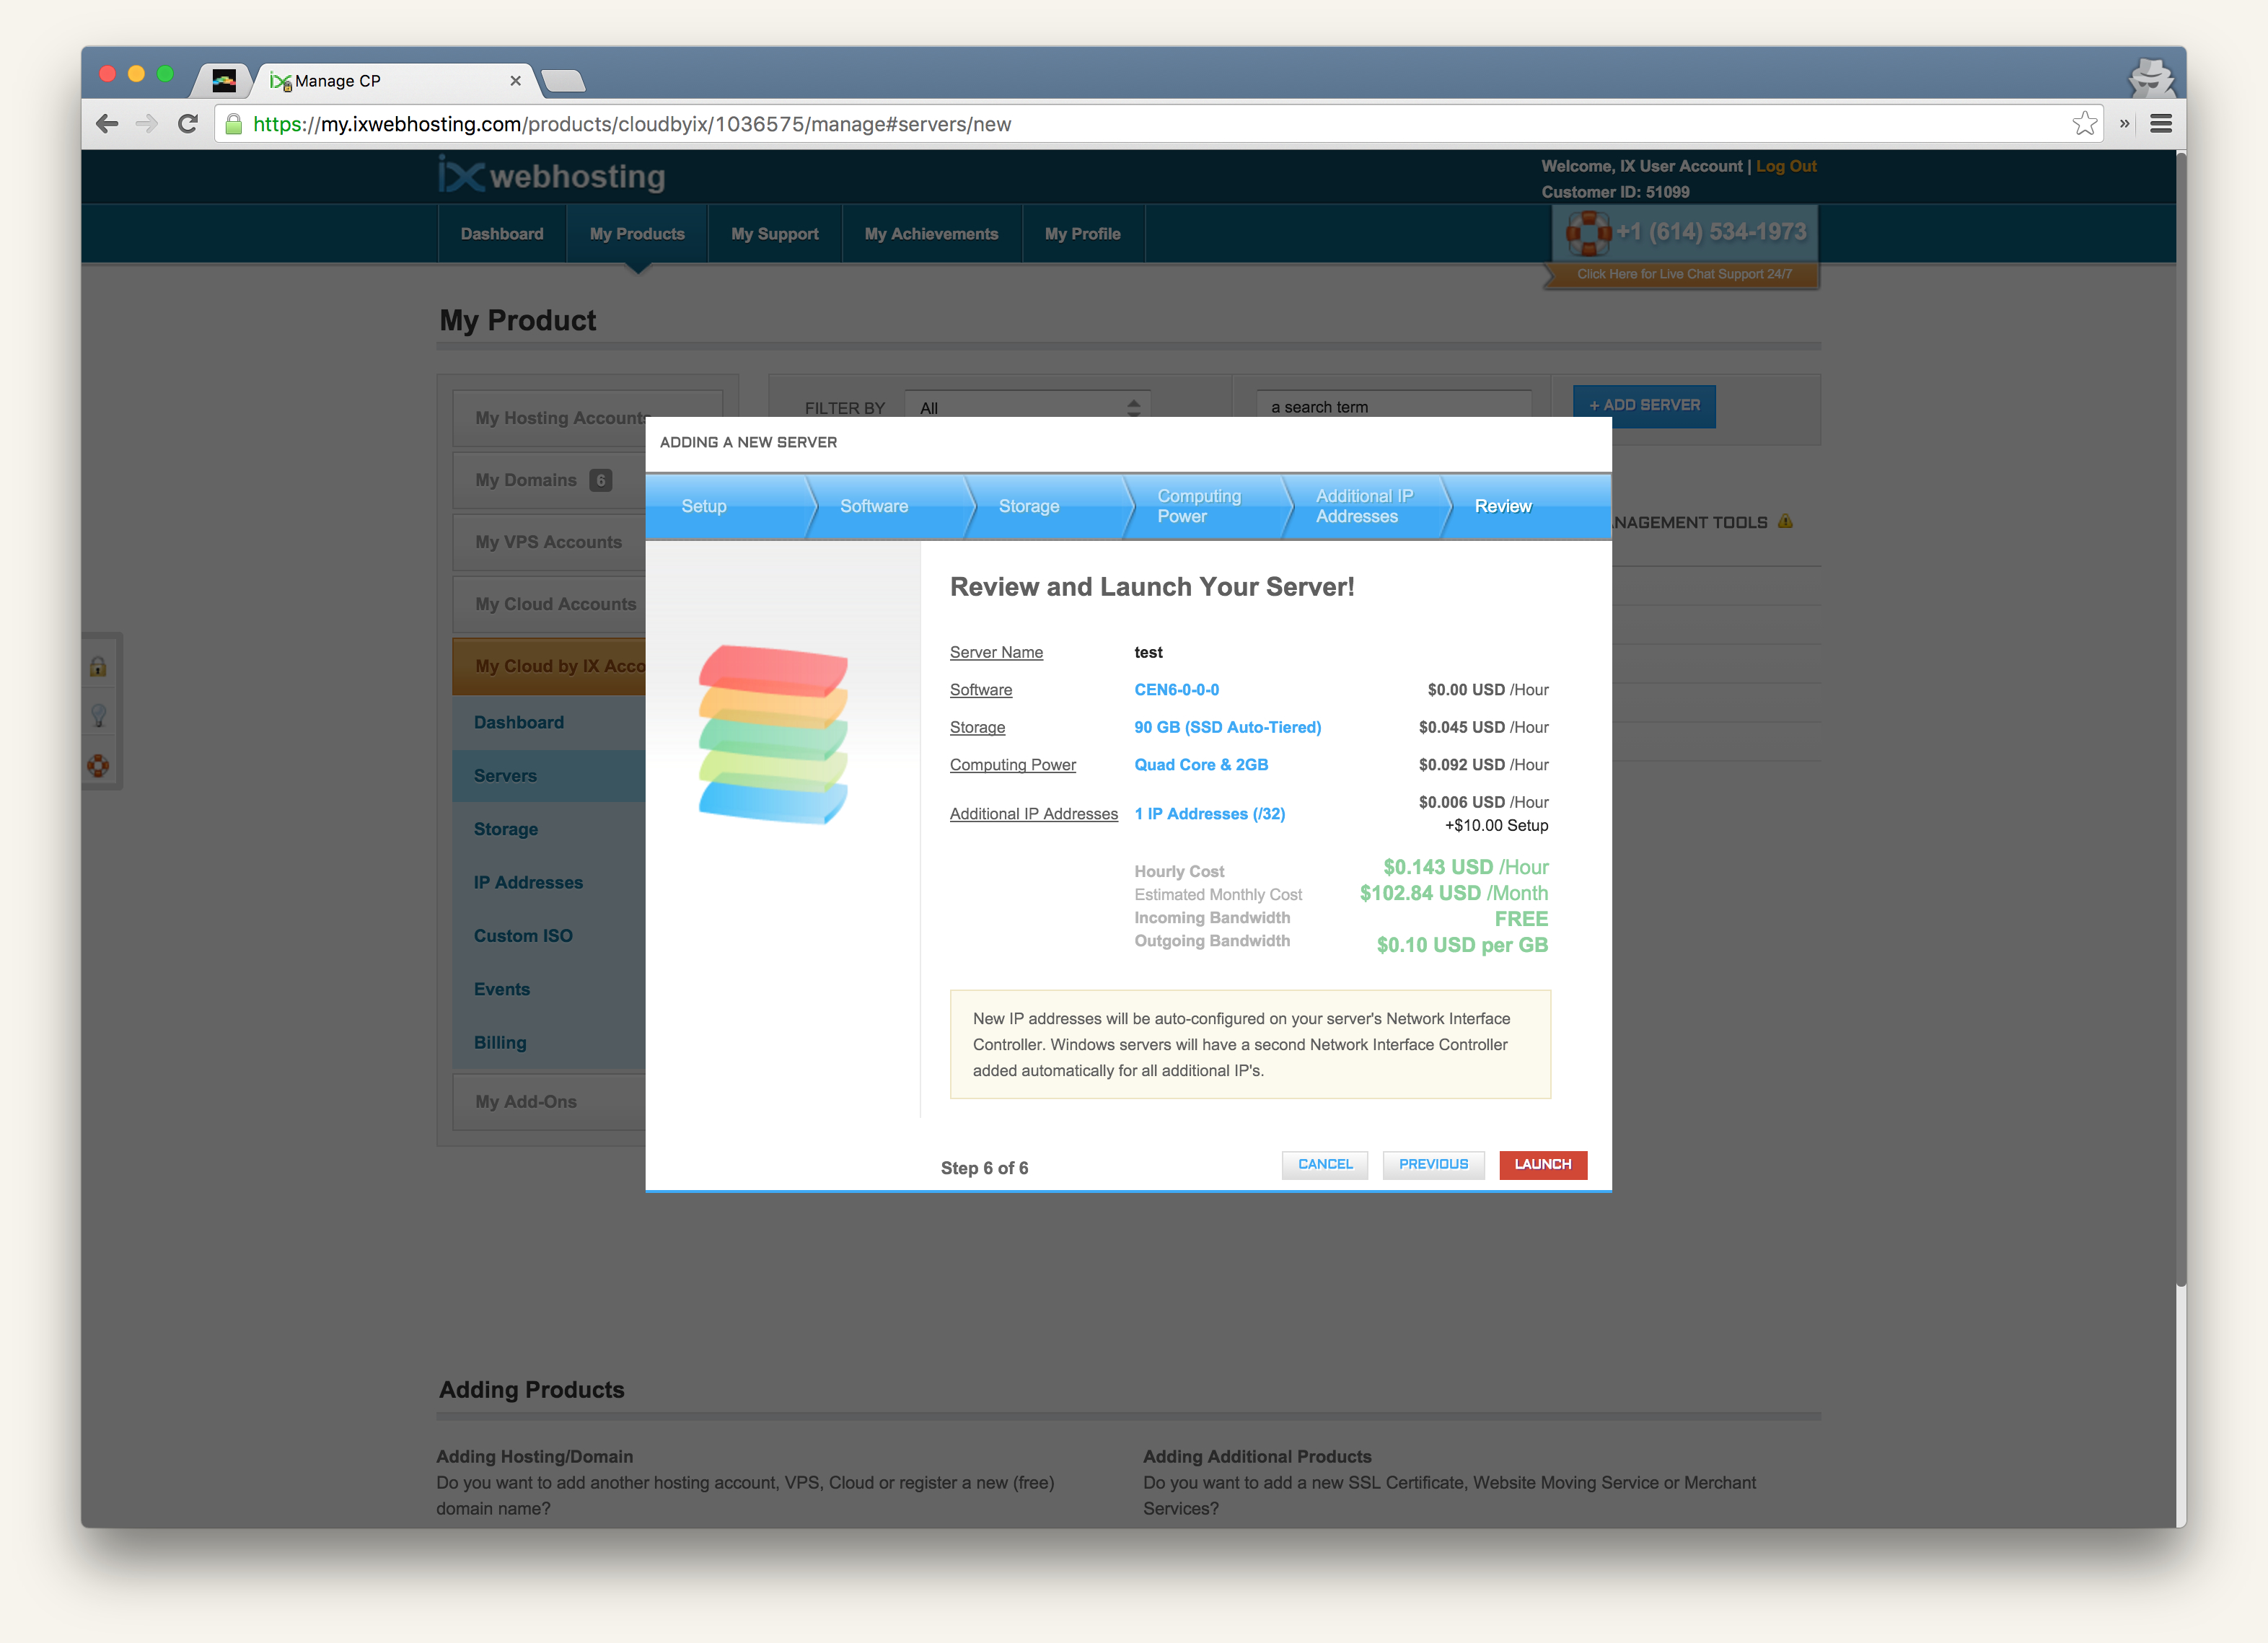 Manage CP
https://my.ixwebhosting.com/products/cloudbyix/1036575/manage#servers/new
ix webhosting
Welcome, IX User Account | Log Out
Customer ID: 51099
Dashboard
My Products
My Support
My Achievements
My Profile
+1 (614) 534-1973
Click Here for Live Chat Support 24/7
My Product
My Hosting Accounts
FILTER BY
All
a search term
+ ADD SERVER
My Domains 6
My VPS Accounts
My Cloud Accounts
My Cloud by IX Acco
Dashboard
Servers
Storage
IP Addresses
Custom ISO
Events
Billing
My Add-Ons
NAGEMENT TOOLS
ADDING A NEW SERVER
Setup
Software
Storage
Computing
Power
Additional IP
Addresses
Review
Review and Launch Your Server!
Server Name test
Software CEN6-0-0-0 $0.00 USD /Hour
Storage 90 GB (SSD Auto-Tiered) $0.045 USD /Hour
Computing Power Quad Core & 2GB $0.092 USD /Hour
Additional IP Addresses 1 IP Addresses (/32) $0.006 USD /Hour
+$10.00 Setup
Hourly Cost $0.143 USD /Hour
Estimated Monthly Cost $102.84 USD /Month
Incoming Bandwidth FREE
Outgoing Bandwidth $0.10 USD per GB
New IP addresses will be auto-configured on your server's Network Interface
Controller. Windows servers will have a second Network Interface Controller
added automatically for all additional IP's.
Step 6 of 6
CANCEL
PREVIOUS
LAUNCH
Adding Products
Adding Hosting/Domain
Do you want to add another hosting account, VPS, Cloud or register a new (free)
domain name?
Adding Additional Products
Do you want to add a new SSL Certificate, Website Moving Service or Merchant
Services?